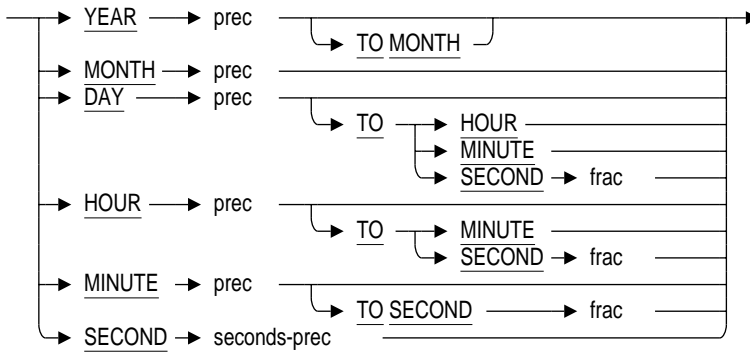 YEAR prec
TO MONTH
MONTH prec
DAY prec
TO HOUR
MINUTE
SECOND frac
HOUR prec
TO MINUTE
SECOND frac
MINUTE prec
TO SECOND frac
SECOND seconds-prec